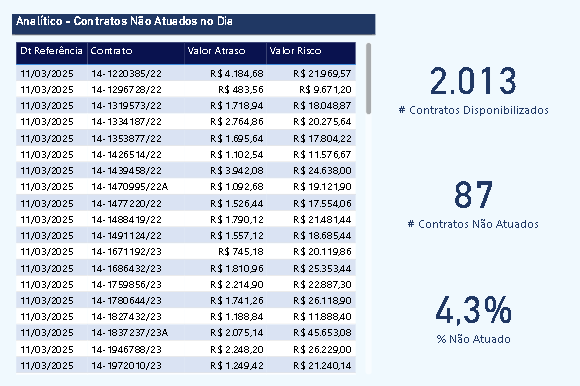 Analítico - Contratos Não Atuados no Dia
Dt Referência Contrato Valor Atraso Valor Risco
11/03/2025 14-1220385/22 R$ 4.184,68 R$ 21.969,57
11/03/2025 14-1296728/22 R$ 483,56 R$ 9.671,20
11/03/2025 14-1319573/22 R$ 1.718,94 R$ 18.048,87
11/03/2025 14-1334187/22 R$ 2.764,86 R$ 20.275,64
11/03/2025 14-1353877/22 R$ 1.695,64 R$ 17.804,22
11/03/2025 14-1426514/22 R$ 1.102,54 R$ 11.576,67
11/03/2025 14-1439458/22 R$ 3.942,08 R$ 24.638,00
11/03/2025 14-1470995/22A R$ 1.092,68 R$ 19.121,90
11/03/2025 14-1477220/22 R$ 1.526,44 R$ 17.554,06
11/03/2025 14-1488419/22 R$ 1.790,12 R$ 21.481,44
11/03/2025 14-1491124/22 R$ 1.557,12 R$ 18.685,44
11/03/2025 14-1671192/23 R$ 745,18 R$ 20.119,86
11/03/2025 14-1686432/23 R$ 1.810,96 R$ 25.353,44
11/03/2025 14-1759856/23 R$ 2.214,90 R$ 22.887,30
11/03/2025 14-1780644/23 R$ 1.741,26 R$ 26.118,90
11/03/2025 14-1827432/23 R$ 1.188,84 R$ 11.888,40
11/03/2025 14-1837237/23A R$ 2.075,14 R$ 45.653,08
11/03/2025 14-1946788/23 R$ 2.248,20 R$ 26.229,00
11/03/2025 14-1972010/23 R$ 1.249,42 R$ 21.240,14
2.013
# Contratos Disponibilizados
87
# Contratos Não Atuados
4,3%
% Não Atuado